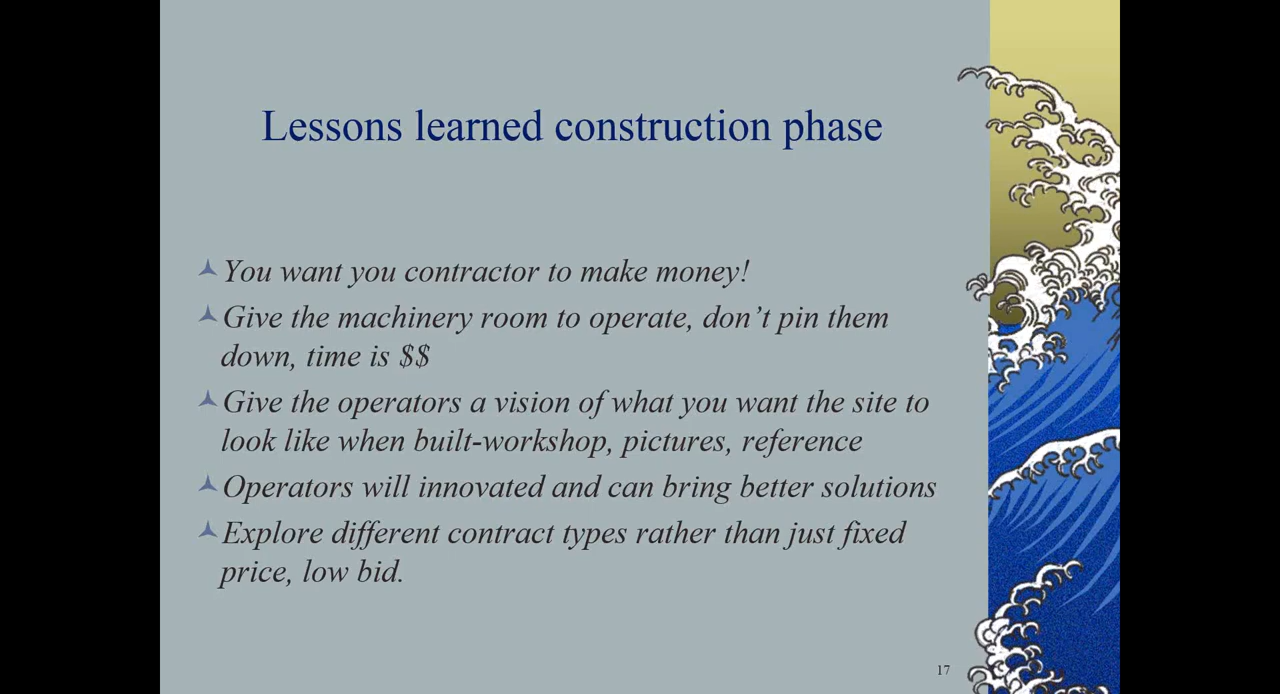 Lessons learned construction phase
You want you contractor to make money!
Give the machinery room to operate, don’t pin them
down, time is $$
Give the operators a vision of what you want the site to
look like when built-workshop, pictures, reference
Operators will innovated and can bring better solutions
Explore different contract types rather than just fixed
price, low bid.
17